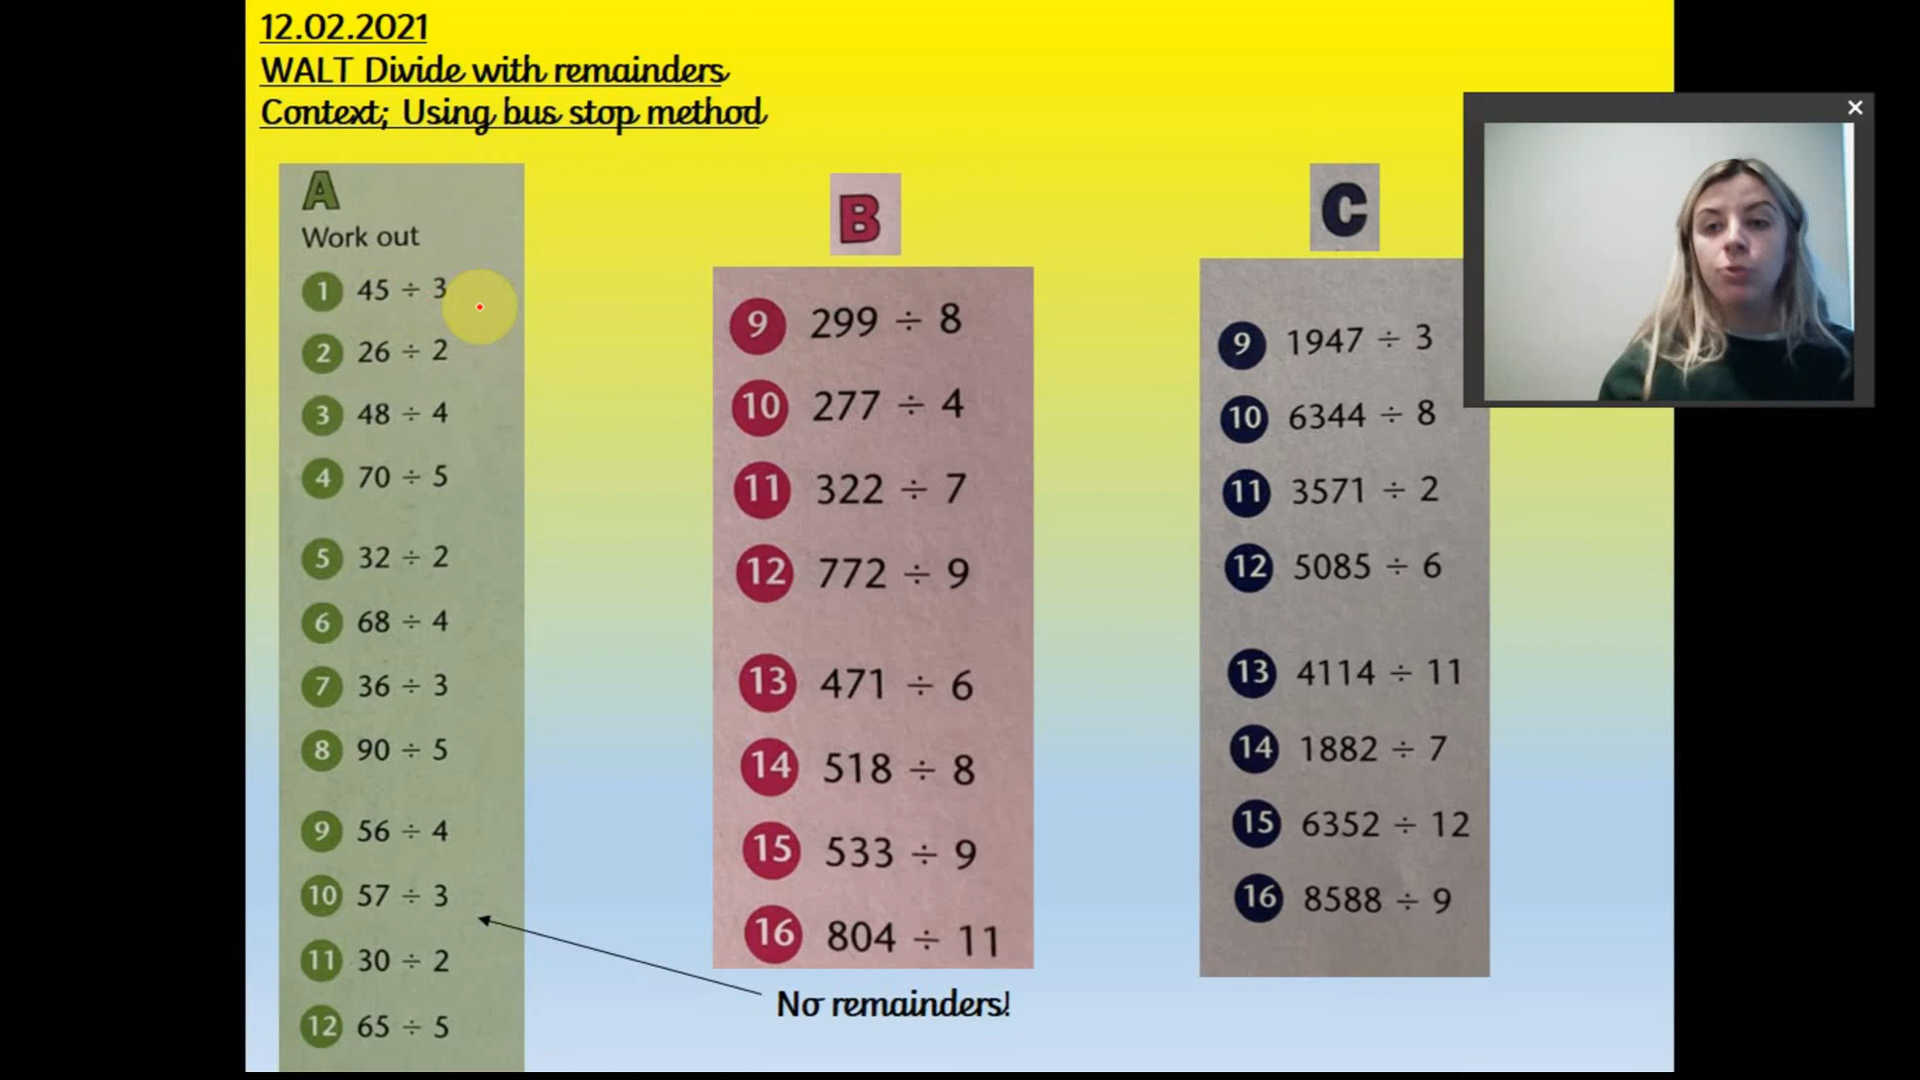 12.02.2021
WALT Divide with remainders
Context; Using bus stop method
A
Work out
1 45 ÷ 3
2 26 ÷ 2
3 48 ÷ 4
4 70 ÷ 5
5 32 ÷ 2
6 68 ÷ 4
7 36 ÷ 3
8 90 ÷ 5
9 56 ÷ 4
10 57 ÷ 3
11 30 ÷ 2
12 65 ÷ 5
B
9 299 ÷ 8
10 277 ÷ 4
11 322 ÷ 7
12 772 ÷ 9
13 471 ÷ 6
14 518 ÷ 8
15 533 ÷ 9
16 804 ÷ 11
No remainders!
C
9 1947 ÷ 3
10 6344 ÷ 8
11 3571 ÷ 2
12 5085 ÷ 6
13 4114 ÷ 11
14 1882 ÷ 7
15 6352 ÷ 12
16 8588 ÷ 9